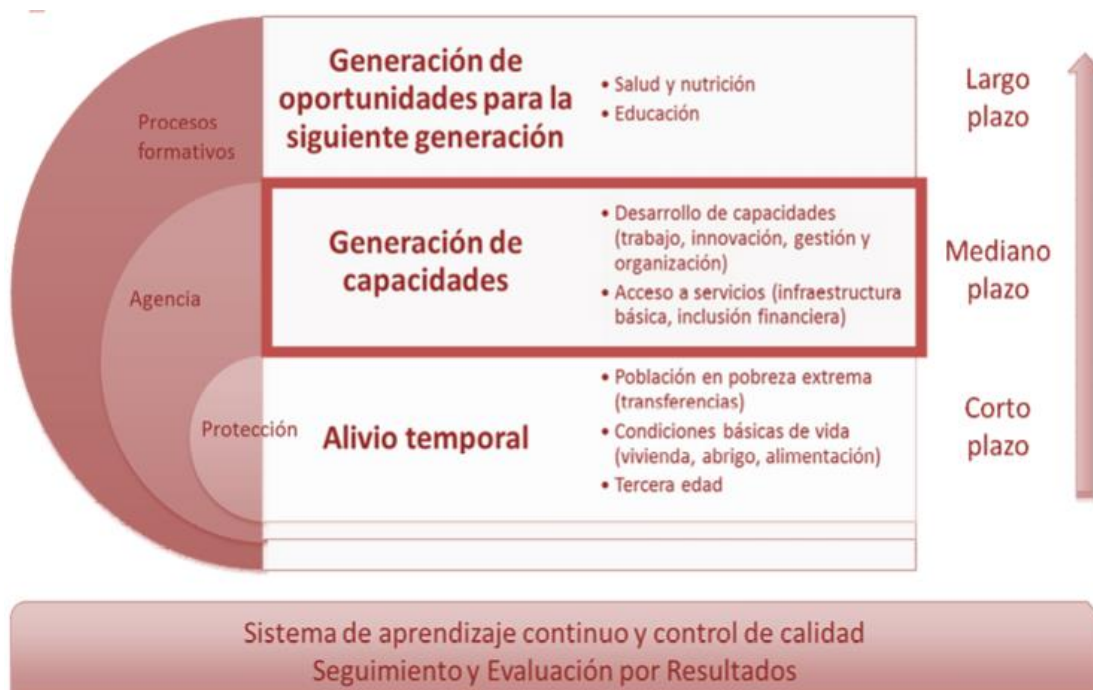 Procesos
formativos
Generación de
oportunidades para la
siguiente generación
• Salud y nutrición
• Educación
Largo
plazo
Agencia
Generación de
capacidades
• Desarrollo de capacidades
(trabajo, innovación, gestión y
organización)
• Acceso a servicios (infraestructura
básica, inclusión financiera)
Mediano
plazo
Protección
Alivio temporal
• Población en pobreza extrema
(transferencias)
• Condiciones básicas de vida
(vivienda, abrigo, alimentación)
• Tercera edad
Corto
plazo
Sistema de aprendizaje continuo y control de calidad
Seguimiento y Evaluación por Resultados